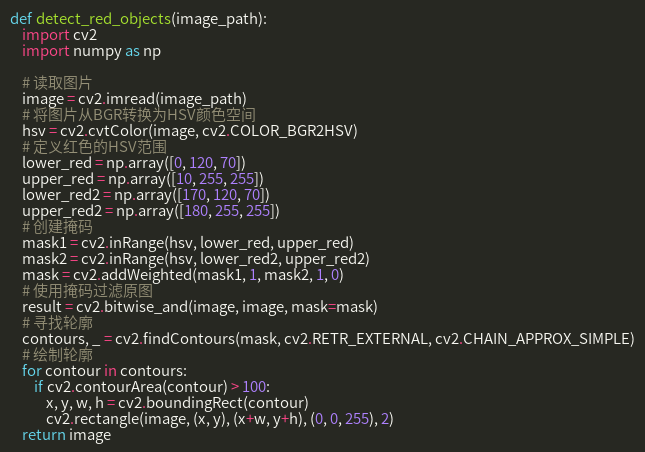 def detect_red_objects(image_path):
    import cv2
    import numpy as np

    # 读取图片
    image = cv2.imread(image_path)
    # 将图片从BGR转换为HSV颜色空间
    hsv = cv2.cvtColor(image, cv2.COLOR_BGR2HSV)
    # 定义红色的HSV范围
    lower_red = np.array([0, 120, 70])
    upper_red = np.array([10, 255, 255])
    lower_red2 = np.array([170, 120, 70])
    upper_red2 = np.array([180, 255, 255])
    # 创建掩码
    mask1 = cv2.inRange(hsv, lower_red, upper_red)
    mask2 = cv2.inRange(hsv, lower_red2, upper_red2)
    mask = cv2.addWeighted(mask1, 1, mask2, 1, 0)
    # 使用掩码过滤原图
    result = cv2.bitwise_and(image, image, mask=mask)
    # 寻找轮廓
    contours, _ = cv2.findContours(mask, cv2.RETR_EXTERNAL, cv2.CHAIN_APPROX_SIMPLE)
    # 绘制轮廓
    for contour in contours:
        if cv2.contourArea(contour) > 100:
            x, y, w, h = cv2.boundingRect(contour)
            cv2.rectangle(image, (x, y), (x+w, y+h), (0, 0, 255), 2)
    return image